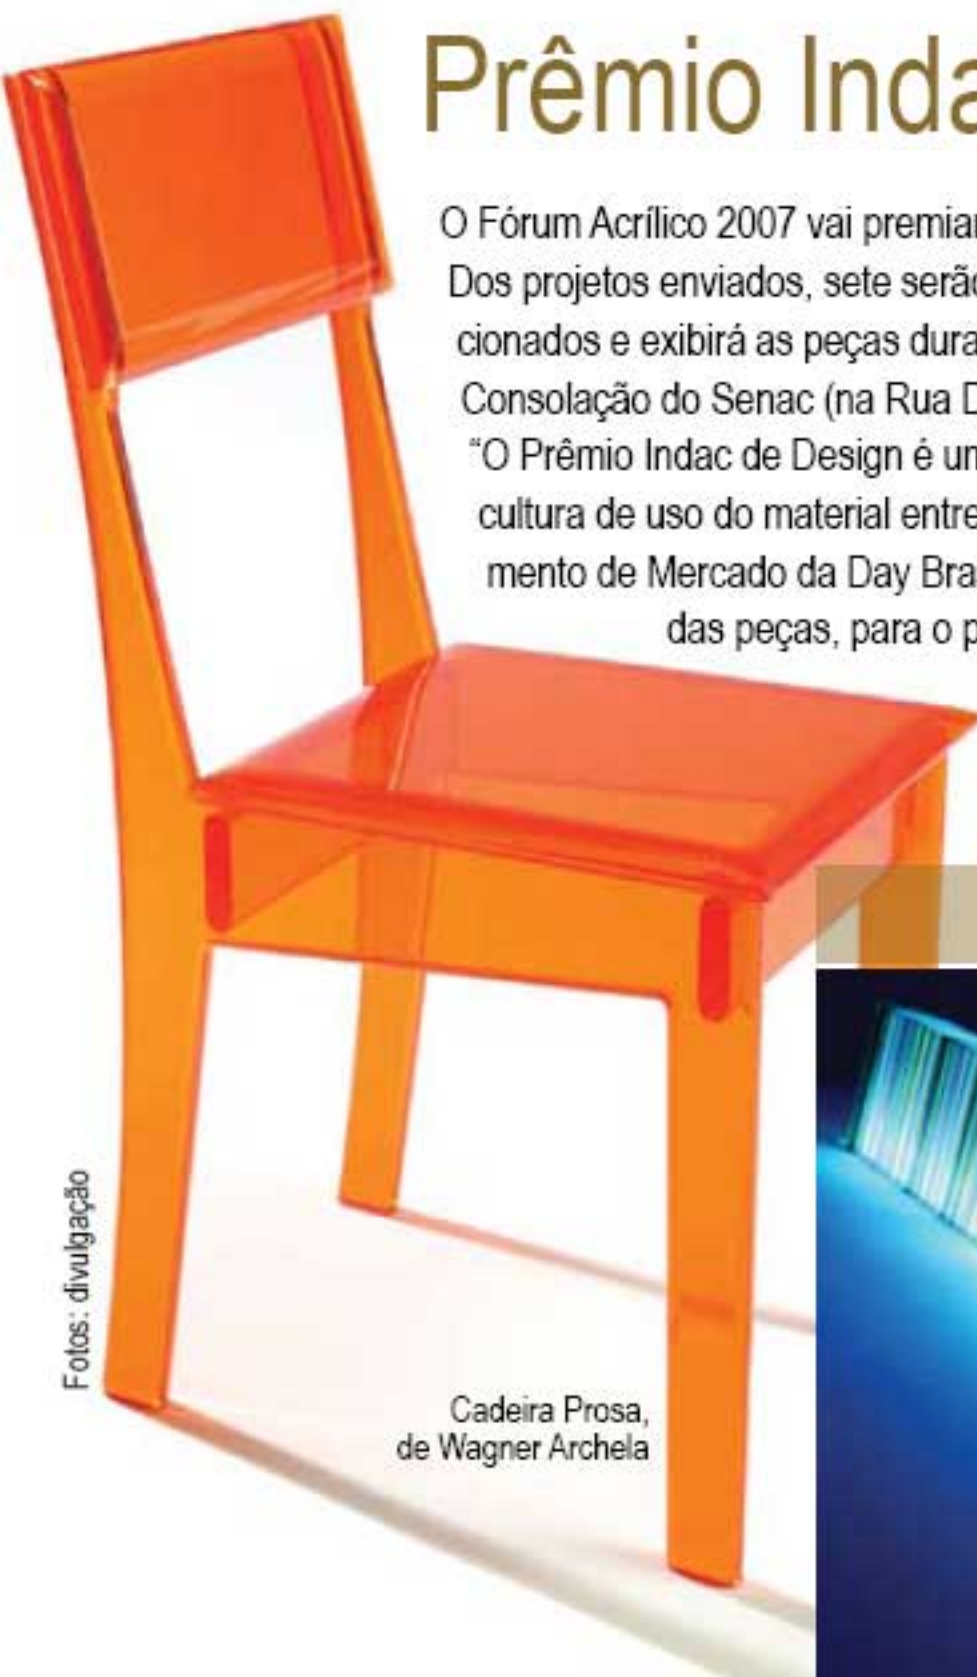 Prêmio Inda
O Fórum Acrílico 2007 vai premiar
Dos projetos enviados, sete serão
cionados e exibirá as peças dura
Consolação do Senac (na Rua D
“O Prêmio Indac de Design é un
cultura de uso do material entre
mento de Mercado da Day Bra
das peças, para o p
Fotos: divulgação
Cadeira Prosa,
de Wagner Archela